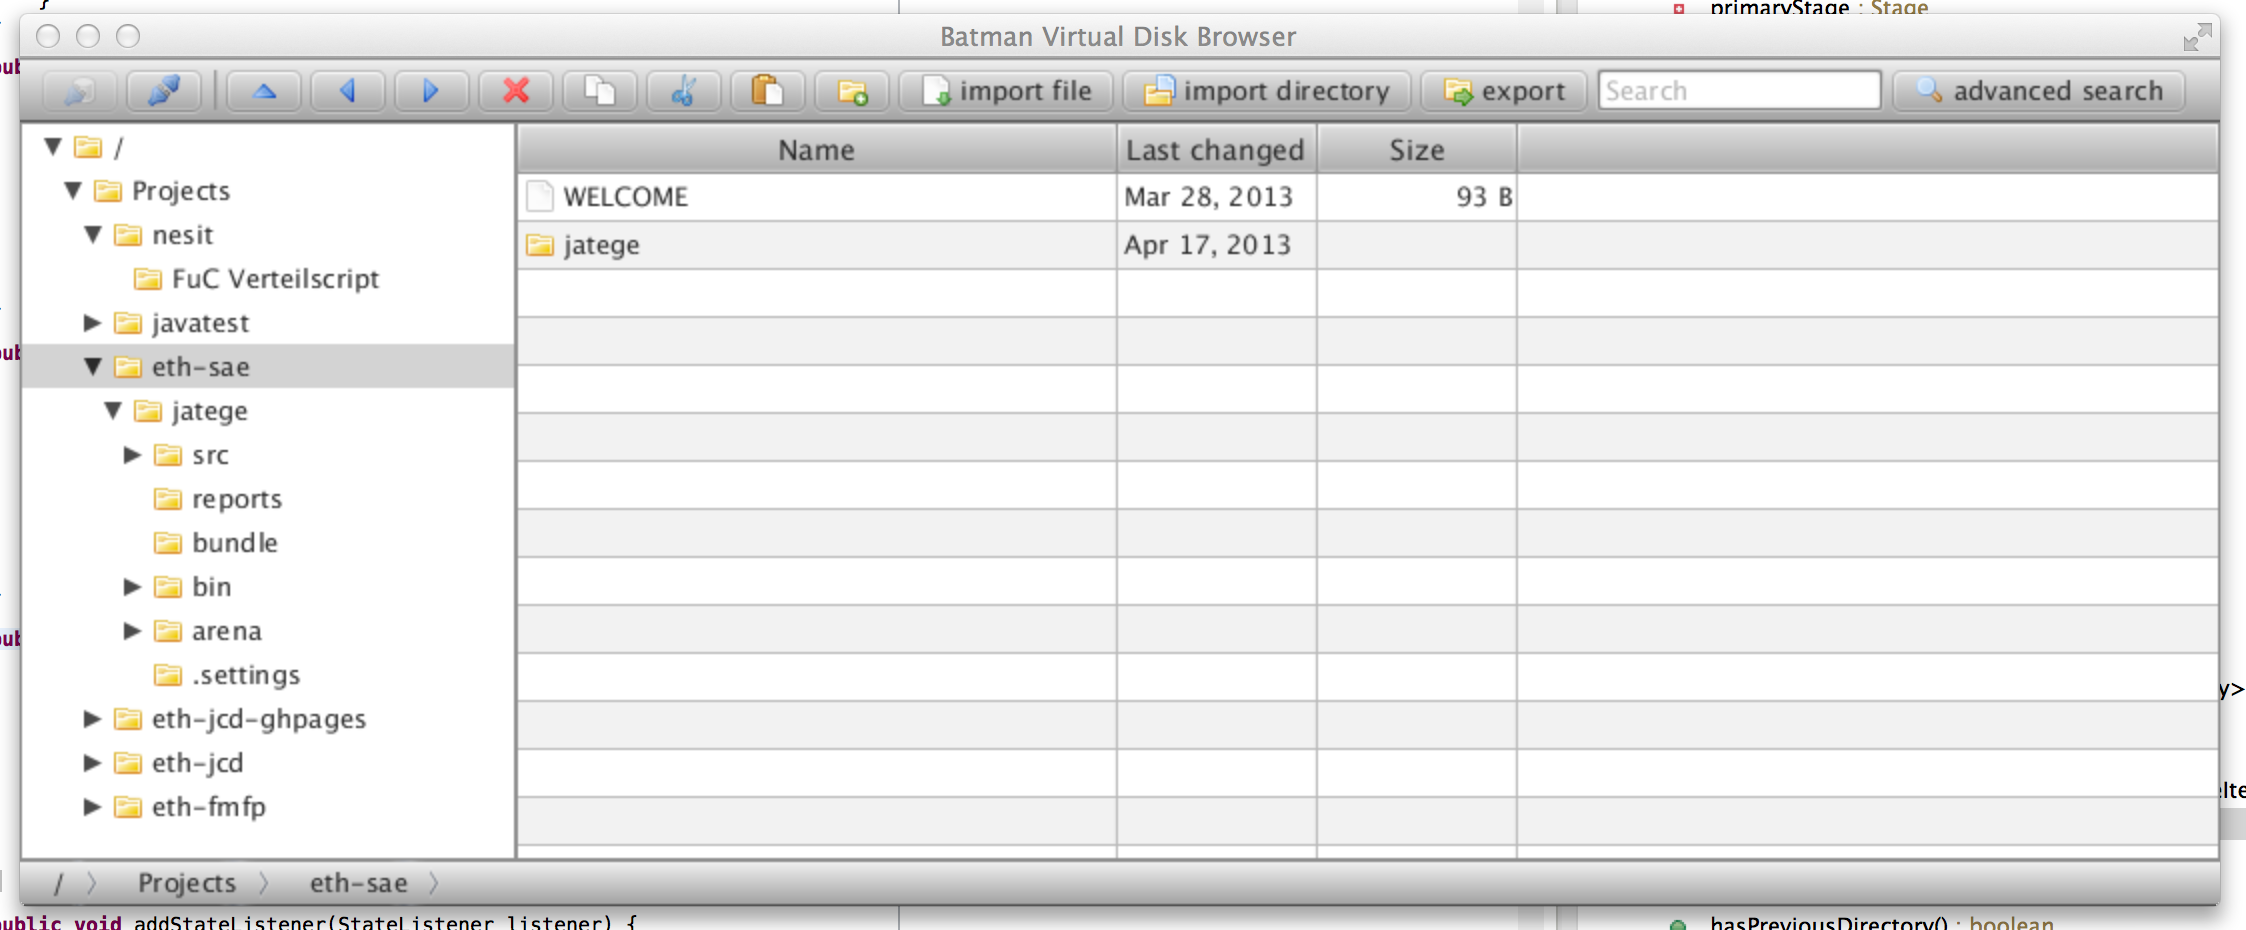 }
primaryStage : Stage
Batman Virtual Disk Browser
import file import directory export Search advanced search
/
Projects
nesit
FuC Verteilscript
javatest
eth-sae
jatege
src
reports
bundle
bin
arena
.settings
eth-jcd-ghpages
eth-jcd
eth-fmfp
Name Last changed Size
WELCOME Mar 28, 2013 93 B
jatege Apr 17, 2013
y>
/ Projects eth-sae
public void addStateListener(StateListener listener) {
hasPreviousDirectory() : boolean